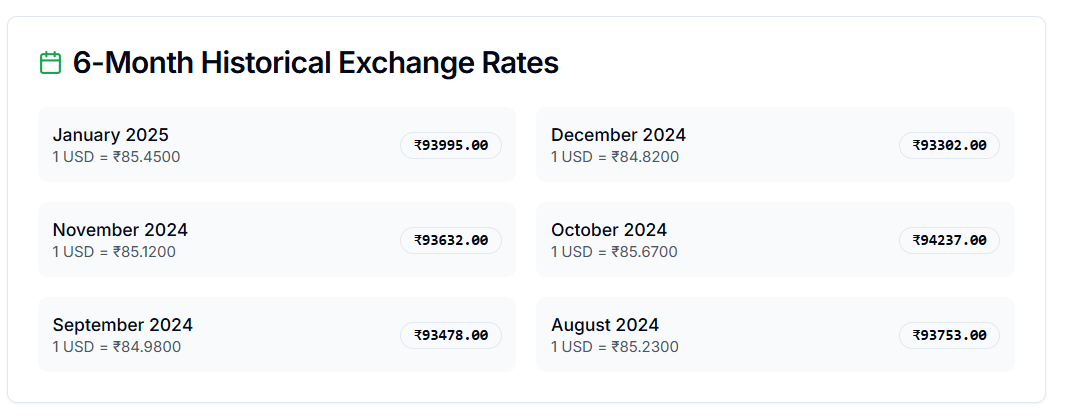 6-Month Historical Exchange Rates
January 2025
1 USD = ₹85.4500
₹93995.00
December 2024
1 USD = ₹84.8200
₹93302.00
November 2024
1 USD = ₹85.1200
₹93632.00
October 2024
1 USD = ₹85.6700
₹94237.00
September 2024
1 USD = ₹84.9800
₹93478.00
August 2024
1 USD = ₹85.2300
₹93753.00